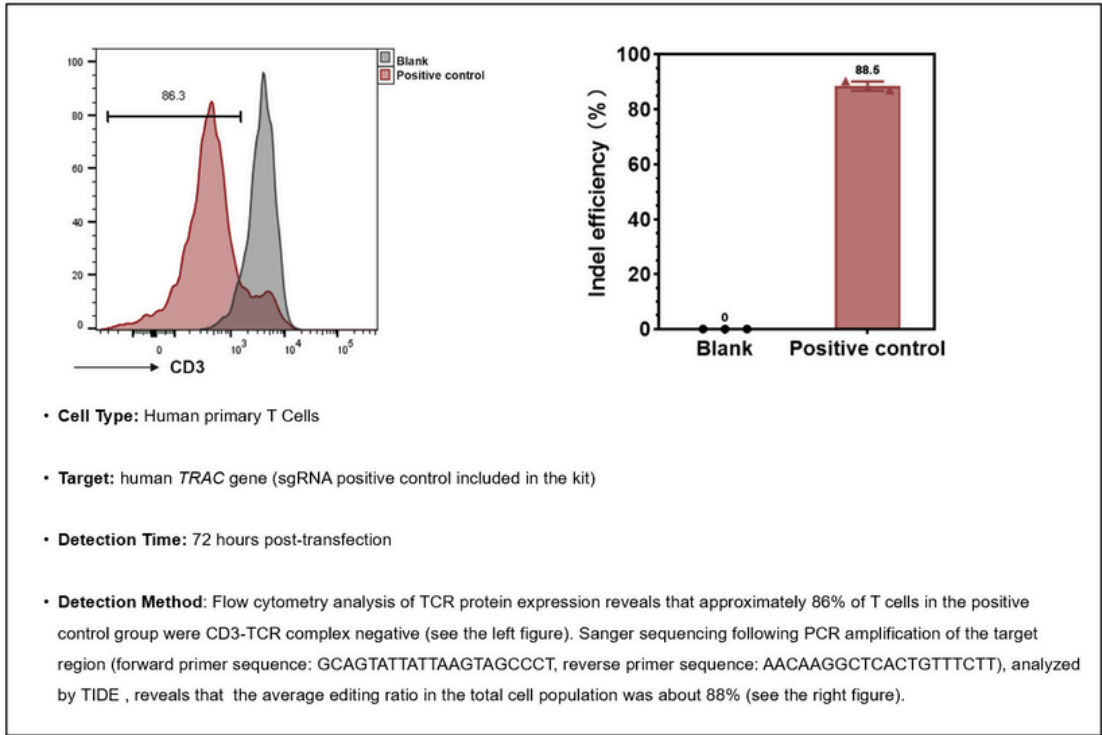 Blank
Positive control
86.3
100
80
60
40
20
0
0 10³ 10⁴ 10⁵
CD3
Indel efficiency (%)
100
80
60
40
20
0
0
88.5
Blank Positive control
• Cell Type: Human primary T Cells
• Target: human TRAC gene (sgRNA positive control included in the kit)
• Detection Time: 72 hours post-transfection
• Detection Method: Flow cytometry analysis of TCR protein expression reveals that approximately 86% of T cells in the positive
control group were CD3-TCR complex negative (see the left figure). Sanger sequencing following PCR amplification of the target
region (forward primer sequence: GCAGTATTATTAAGTAGCCCT, reverse primer sequence: AACAAGGCTCACTGTTTCTT), analyzed
by TIDE , reveals that the average editing ratio in the total cell population was about 88% (see the right figure).